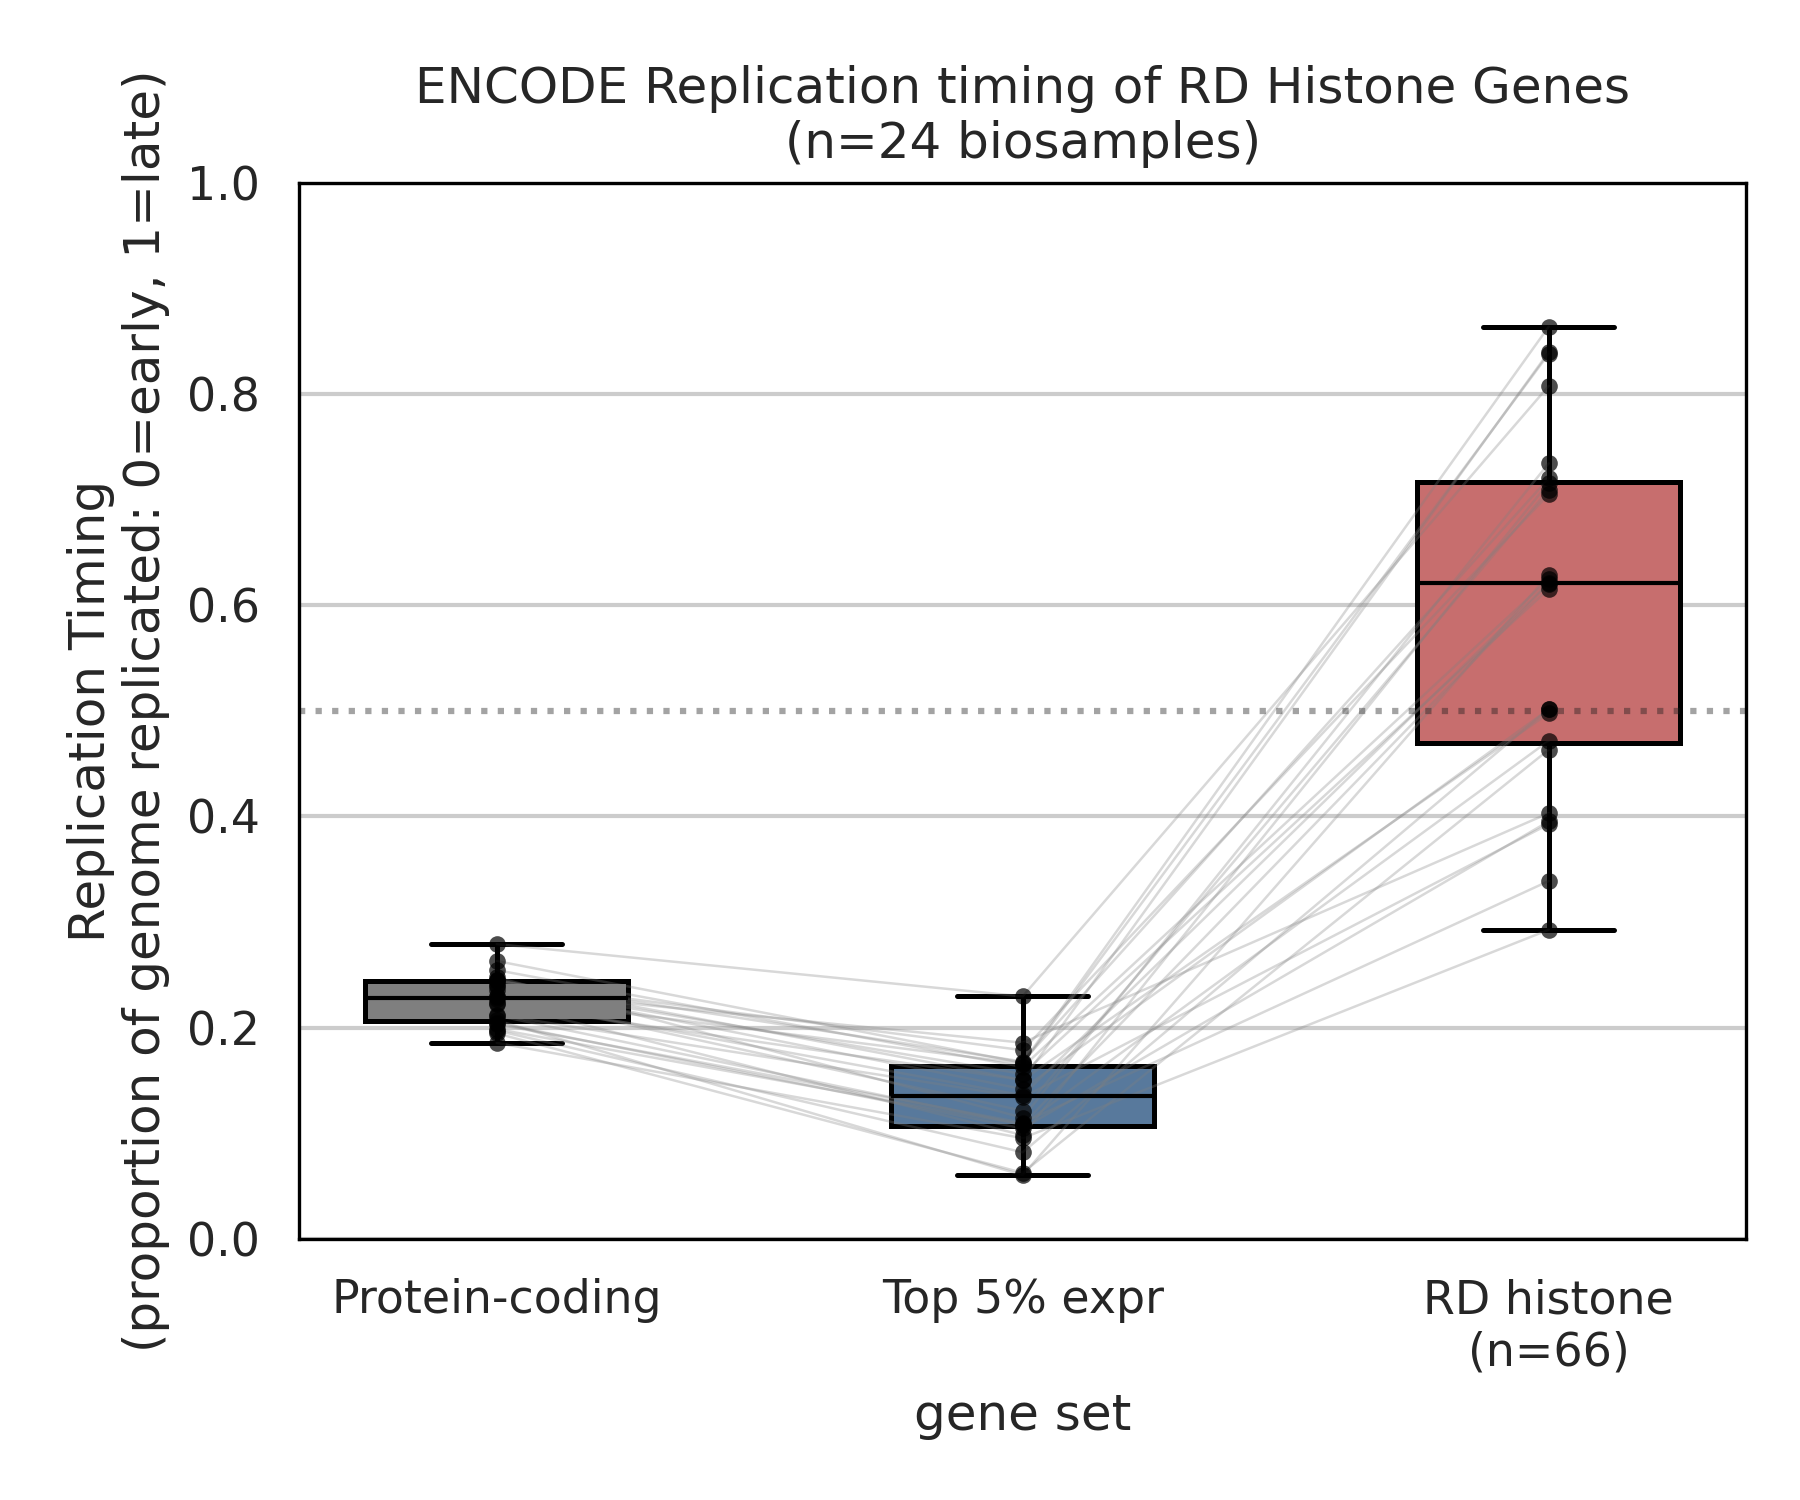 ENCODE Replication timing of RD Histone Genes
(n=24 biosamples)
Replication Timing
(proportion of genome replicated: 0=early, 1=late)
1.0
0.8
0.6
0.4
0.2
0.0
Protein-coding
Top 5% expr
RD histone
(n=66)
gene set